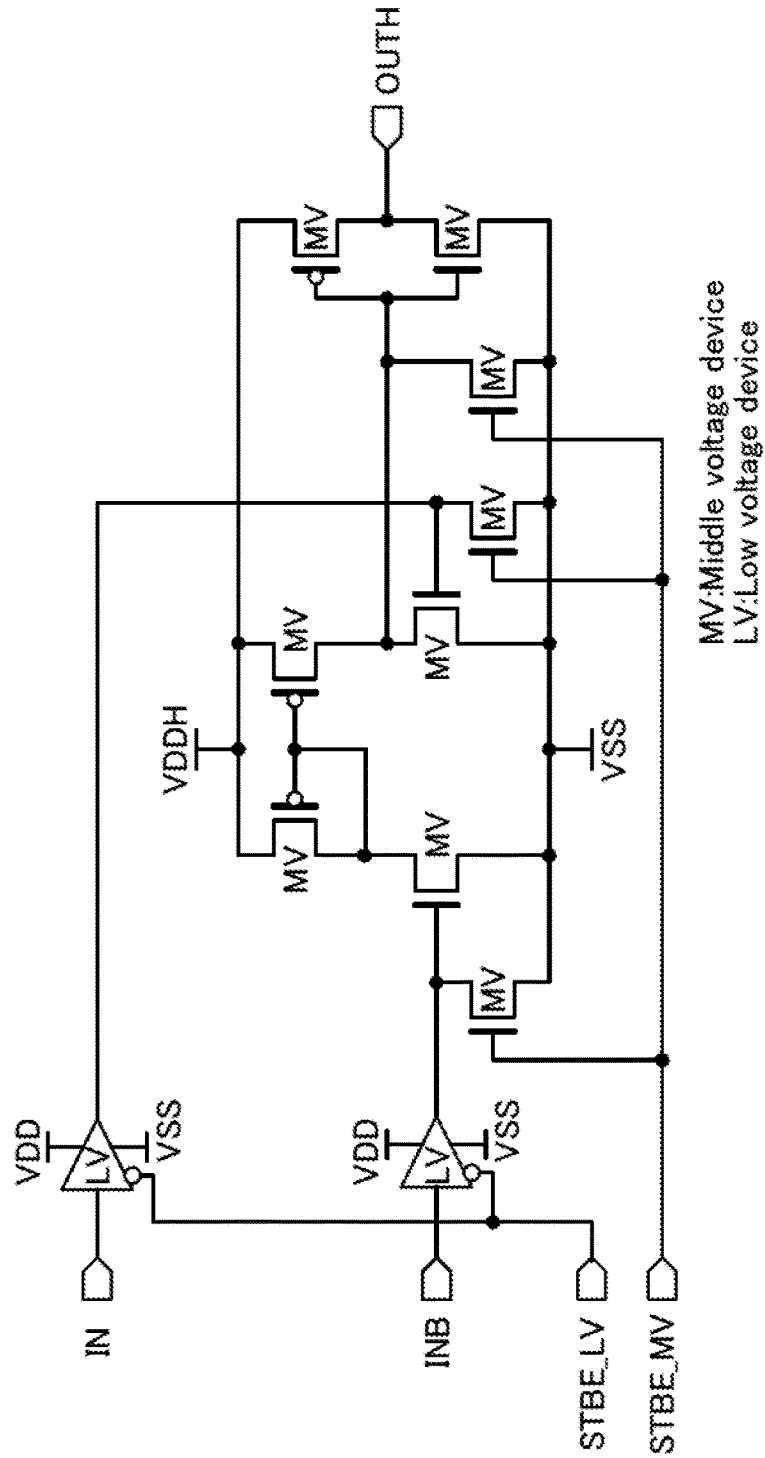 IN
INB
STBE_LV
STBE_MV
VDD
LV
VSS
VDD
LV
VSS
VDDH
MV
MV
MV
MV
MV
MV
MV
MV
MV
VSS
OUTH
MV:Middle voltage device
LV:Low voltage device